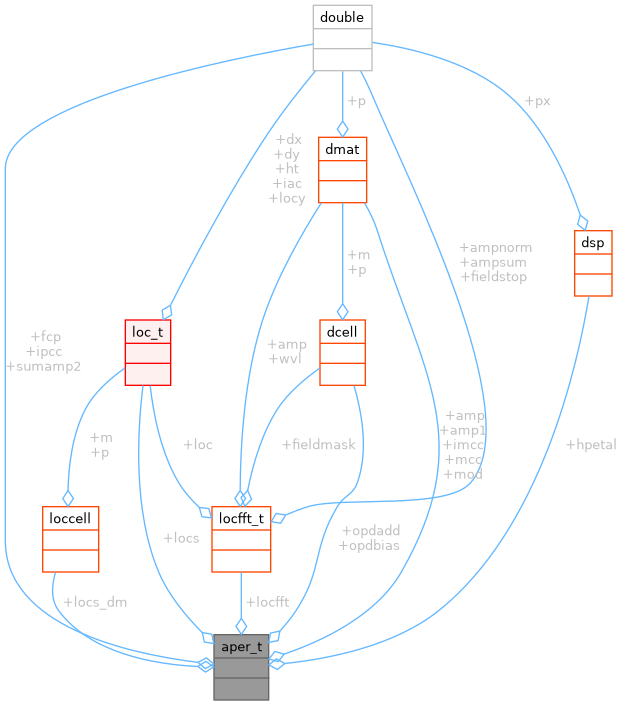 double
+p
+px
+dx
+dy
+ht
+iac
+locy
dmat
dsp
+ampnorm
+ampsum
+fieldstop
+m
+p
+fcp
+ipcc
+sumamp2
loc_t
dcell
+amp
+wvl
+m
+p
+loc
+fieldmask
+amp
+amp1
+imcc
+mcc
+mod
+hpetal
loccell
locfft_t
+locs
+opdadd
+opdbias
+locs_dm
+locfft
aper_t